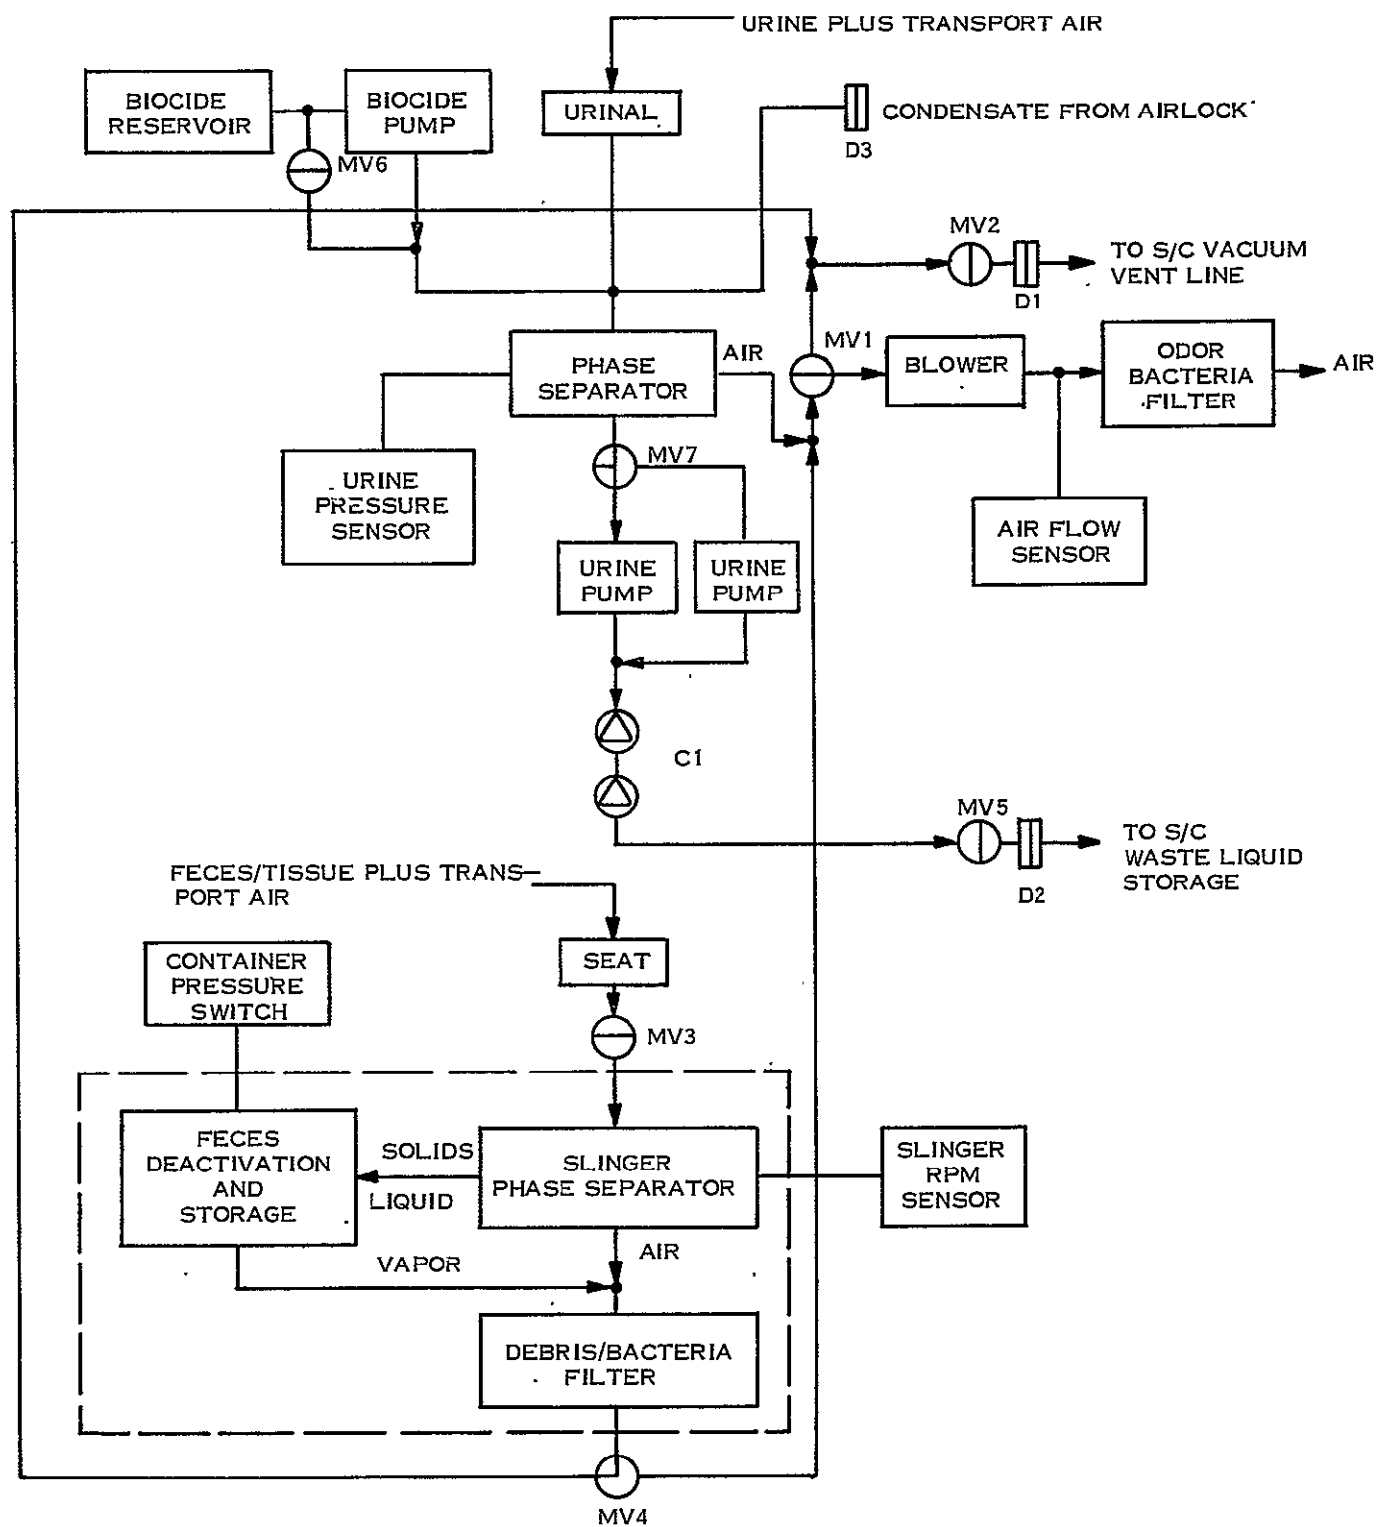 URINE PLUS TRANSPORT AIR
BIOCIDE
RESERVOIR
BIOCIDE
PUMP
URINAL
CONDENSATE FROM AIRLOCK
D3
MV6
MV2
TO S/C VACUUM
VENT LINE
D1
PHASE
SEPARATOR
AIR
MV1
BLOWER
ODOR
BACTERIA
FILTER
AIR
URINE
PRESSURE
SENSOR
MV7
AIR FLOW
SENSOR
URINE
PUMP
URINE
PUMP
C1
MV5
TO S/C
WASTE LIQUID
STORAGE
D2
FECES/TISSUE PLUS TRANS-
PORT AIR
CONTAINER
PRESSURE
SWITCH
SEAT
MV3
FECES
DEACTIVATION
AND
STORAGE
SOLIDS
LIQUID
SLINGER
PHASE SEPARATOR
SLINGER
RPM
SENSOR
VAPOR
AIR
DEBRIS/BACTERIA
FILTER
MV4